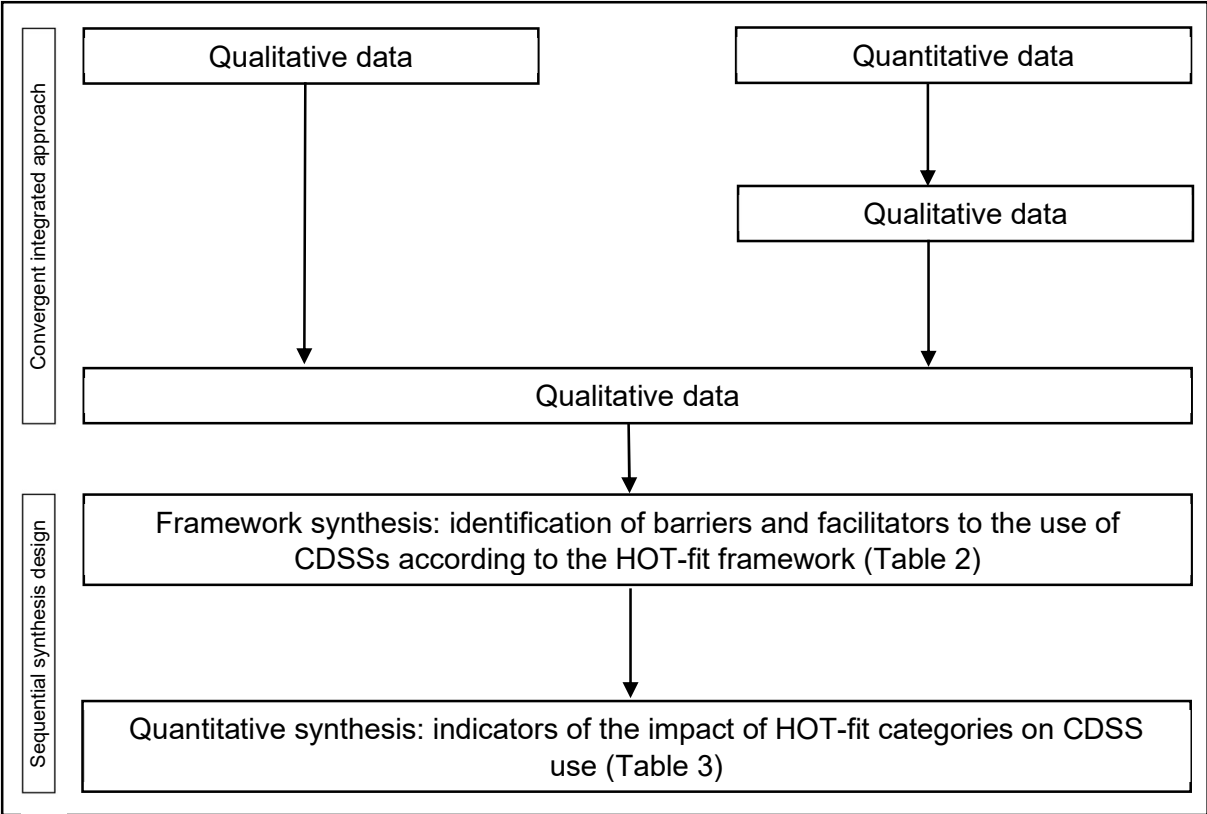 Convergent integrated approach
Qualitative data
Quantitative data
Qualitative data
Qualitative data
Sequential synthesis design
Framework synthesis: identification of barriers and facilitators to the use of
CDSSs according to the HOT-fit framework (Table 2)
Quantitative synthesis: indicators of the impact of HOT-fit categories on CDSS
use (Table 3)